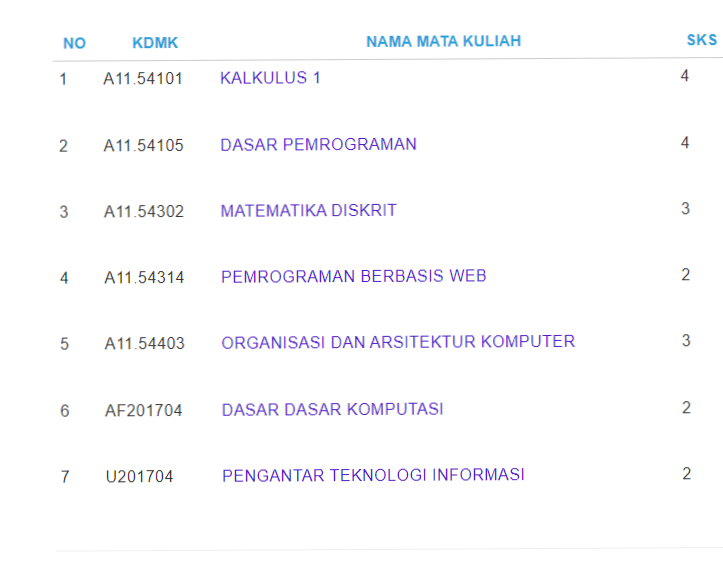 NO KDMK NAMA MATA KULIAH SKS
1 A11.54101 KALKULUS 1 4
2 A11.54105 DASAR PEMROGRAMAN 4
3 A11.54302 MATEMATIKA DISKRIT 3
4 A11.54314 PEMROGRAMAN BERBASIS WEB 2
5 A11.54403 ORGANISASI DAN ARSITEKTUR KOMPUTER 3
6 AF201704 DASAR DASAR KOMPUTASI 2
7 U201704 PENGANTAR TEKNOLOGI INFORMASI 2